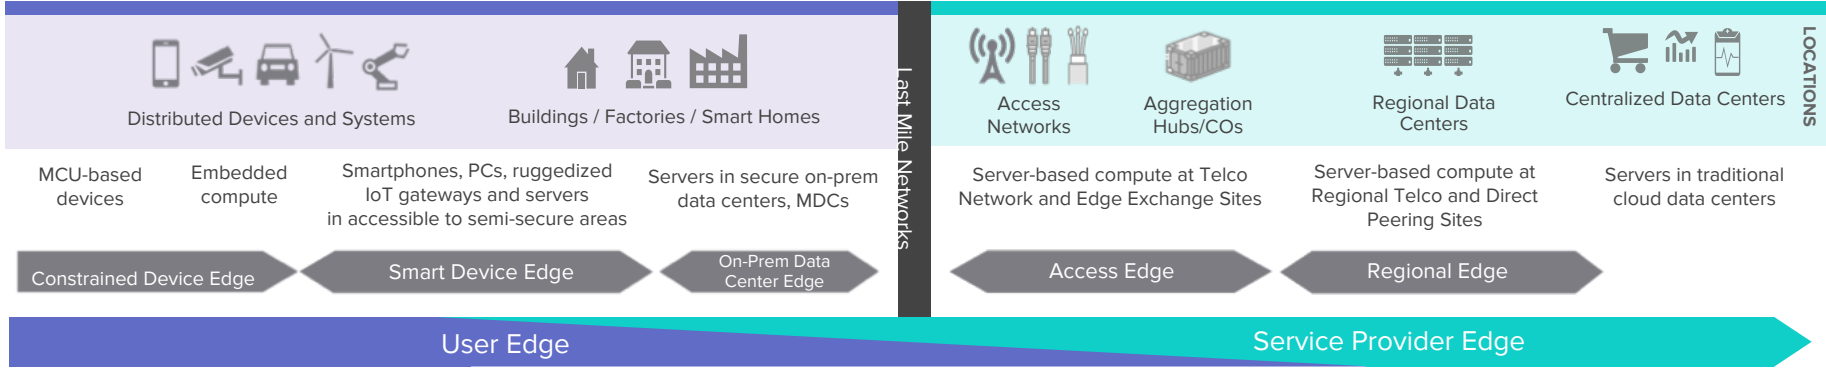 Distributed Devices and Systems
Buildings / Factories / Smart Homes
MCU-based
devices
Embedded
compute
Smartphones, PCs, ruggedized
IoT gateways and servers
in accessible to semi-secure areas
Servers in secure on-prem
data centers, MDCs
Constrained Device Edge
Smart Device Edge
On-Prem Data
Center Edge
Last Mile Networks
Access
Networks
Aggregation
Hubs/COs
Regional Data
Centers
Centralized Data Centers
LOCATIONS
Server-based compute at Telco
Network and Edge Exchange Sites
Server-based compute at
Regional Telco and Direct
Peering Sites
Servers in traditional
cloud data centers
Access Edge
Regional Edge
User Edge
Service Provider Edge